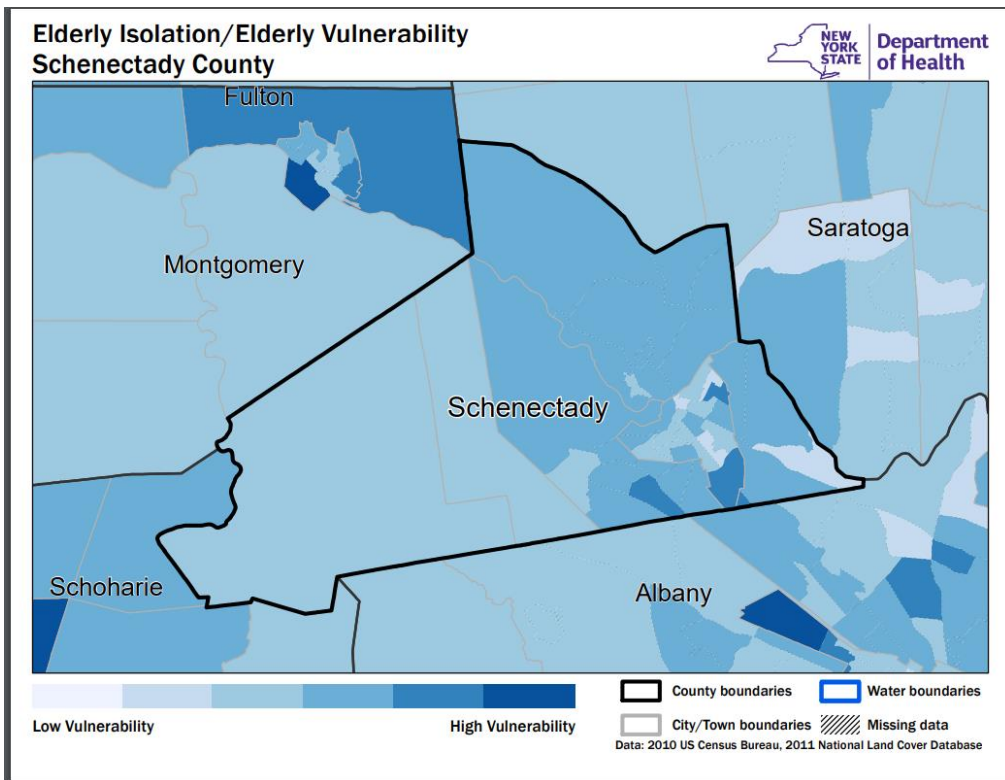 Elderly Isolation/Elderly Vulnerability
Schenectady County
NEW
YORK
STATE
Department
of Health
Fulton
Saratoga
Montgomery
Schenectady
Schoharie
Albany
Low Vulnerability
High Vulnerability
County boundaries
Water boundaries
City/Town boundaries
Missing data
Data: 2010 US Census Bureau, 2011 National Land Cover Database